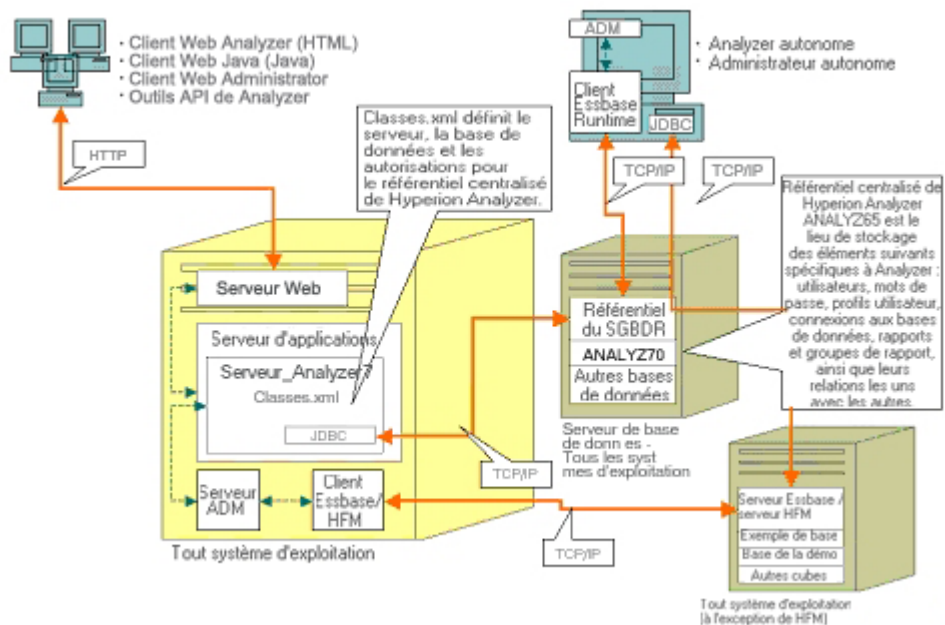 · Client Web Analyzer (HTML)
· Client Web Java (Java)
· Client Web Administrator
· Outils API de Analyzer
HTTP
ADM
Client
Essbase
Runtime
JDBC
· Analyzer autonome
· Administrateur autonome
TCP/IP
TCP/IP
Classes.xml définit le
serveur, la base de
données et les
autorisations pour
le référentiel centralisé
de Hyperion Analyzer.
Référentiel centralisé de
Hyperion Analyzer
ANALYZ65 est le
lieu de stockage
des éléments suivants
spécifiques à Analyzer :
utilisateurs, mots de
passe, profils utilisateur,
connexions aux bases
de données, rapports
et groupes de rapport,
ainsi que leurs
relations les uns
avec les autres.
Serveur Web
Serveur d'applications
Serveur_Analyzer7
Classes.xml
JDBC
Serveur
ADM
Client
Essbase/
HFM
Tout système d'exploitation
Référentiel
du SGBDR
ANALYZ70
Autres bases
de données
Serveur de base
de donn es -
Tous les syst
mes d'exploitation
TCP/IP
TCP/IP
Serveur Essbase /
serveur HFM
Exemple de base
Base de la démo
Autres cubes
Tout système d'exploitation
(à l'exception de HFM)